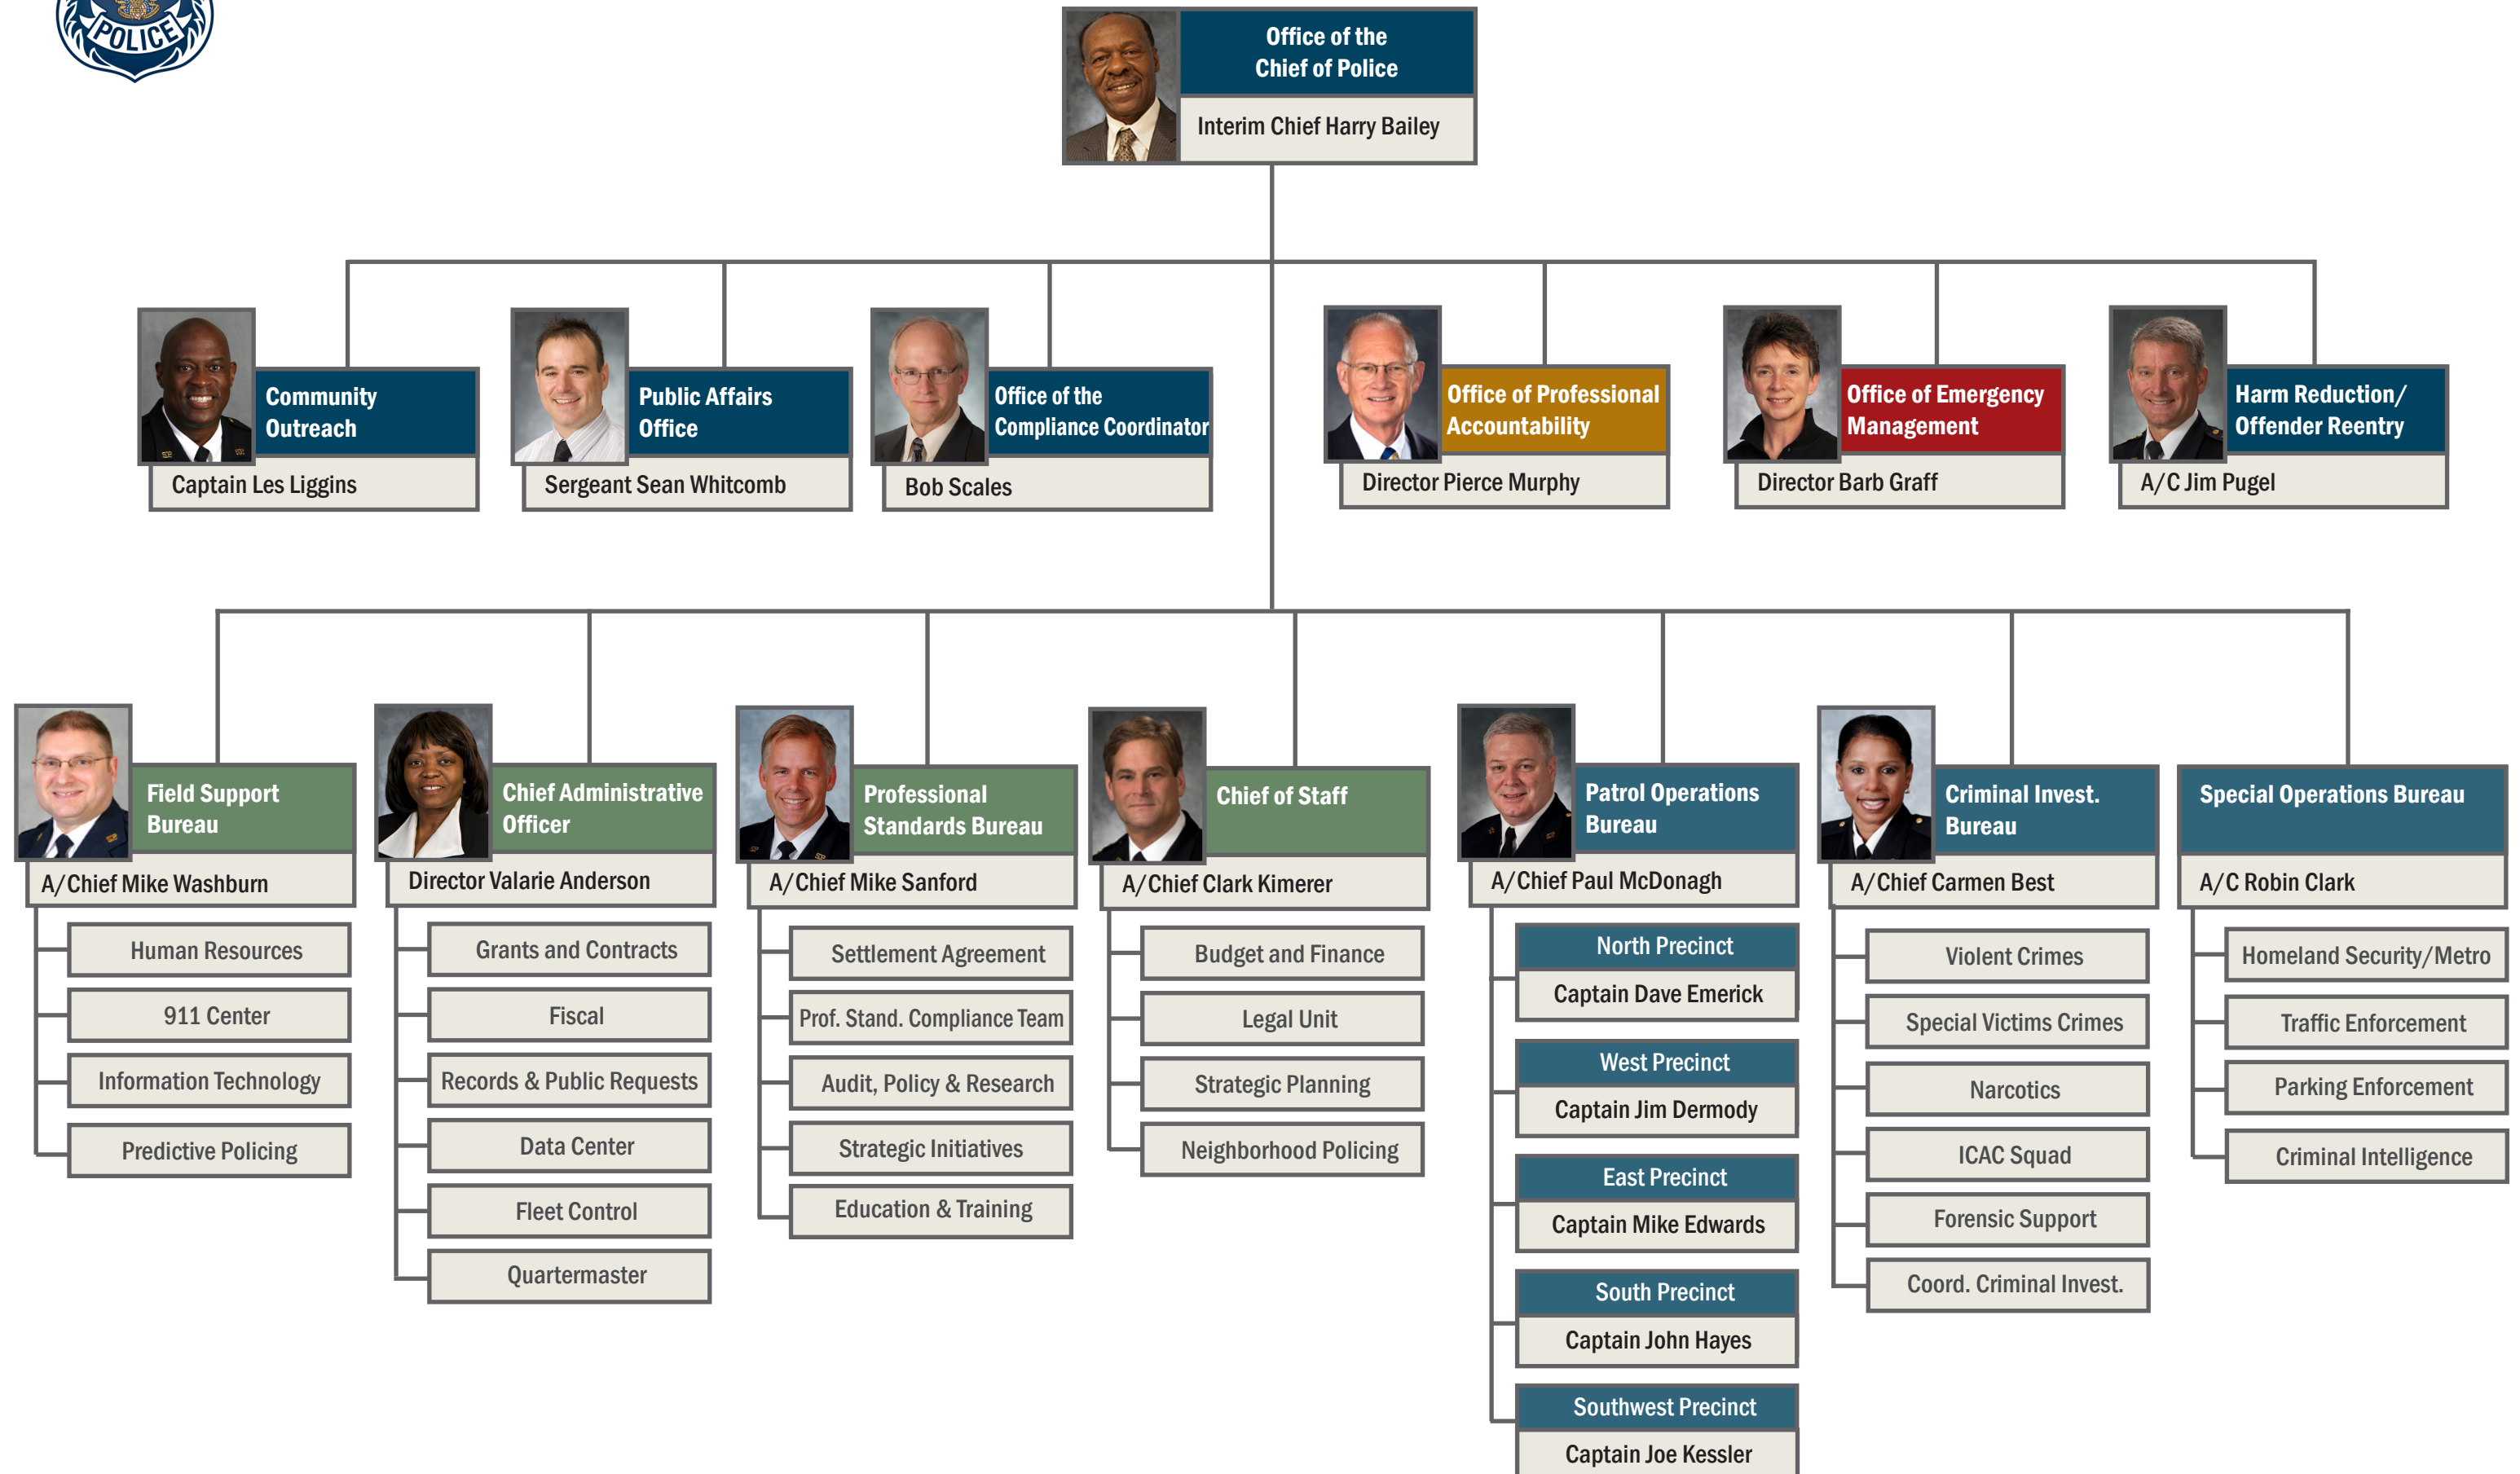 POLICE
Office of the
Chief of Police
Interim Chief Harry Bailey
Community
Outreach
Captain Les Liggins
Public Affairs
Office
Sergeant Sean Whitcomb
Office of the
Compliance Coordinator
Bob Scales
Office of Professional
Accountability
Director Pierce Murphy
Office of Emergency
Management
Director Barb Graff
Harm Reduction/
Offender Reentry
A/C Jim Pugel
Field Support
Bureau
A/Chief Mike Washburn
Human Resources
911 Center
Information Technology
Predictive Policing
Chief Administrative
Officer
Director Valarie Anderson
Grants and Contracts
Fiscal
Records & Public Requests
Data Center
Fleet Control
Quartermaster
Professional
Standards Bureau
A/Chief Mike Sanford
Settlement Agreement
Prof. Stand. Compliance Team
Audit, Policy & Research
Strategic Initiatives
Education & Training
Chief of Staff
A/Chief Clark Kimerer
Budget and Finance
Legal Unit
Strategic Planning
Neighborhood Policing
Patrol Operations
Bureau
A/Chief Paul McDonagh
North Precinct
Captain Dave Emerick
West Precinct
Captain Jim Dermody
East Precinct
Captain Mike Edwards
South Precinct
Captain John Hayes
Southwest Precinct
Captain Joe Kessler
Criminal Invest.
Bureau
A/Chief Carmen Best
Violent Crimes
Special Victims Crimes
Narcotics
ICAC Squad
Forensic Support
Coord. Criminal Invest.
Special Operations Bureau
A/C Robin Clark
Homeland Security/Metro
Traffic Enforcement
Parking Enforcement
Criminal Intelligence